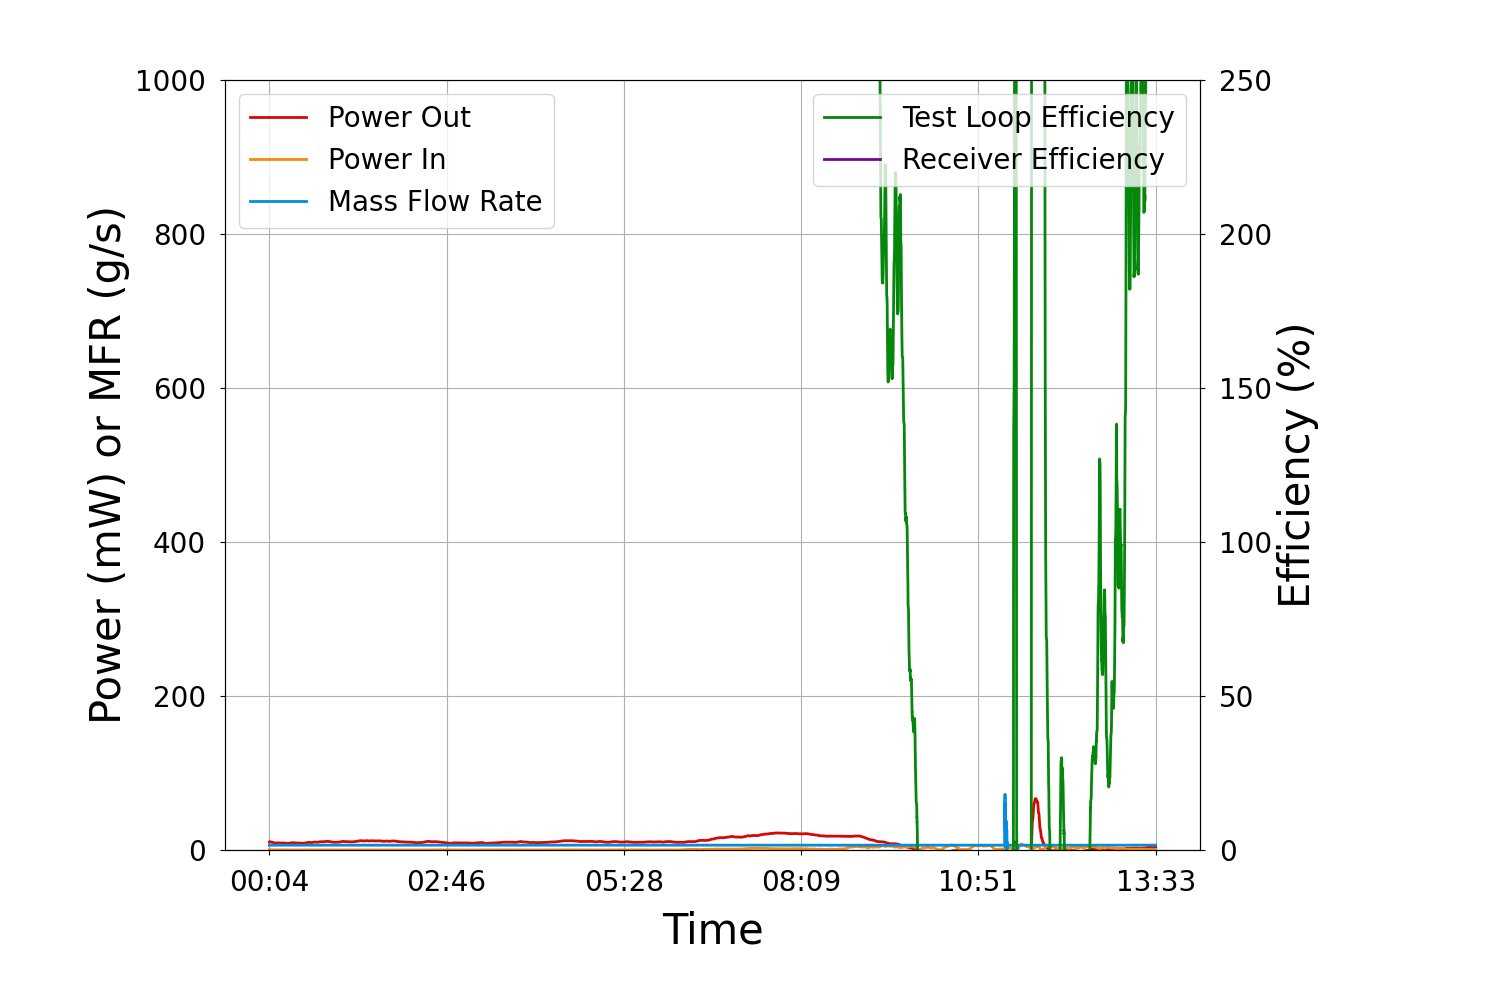 Power Out
Power In
Mass Flow Rate
Test Loop Efficiency
Receiver Efficiency
Power (mW) or MFR (g/s)
1000
800
600
400
200
0
Efficiency (%)
250
200
150
100
50
0
00:04 02:46 05:28 08:09 10:51 13:33
Time